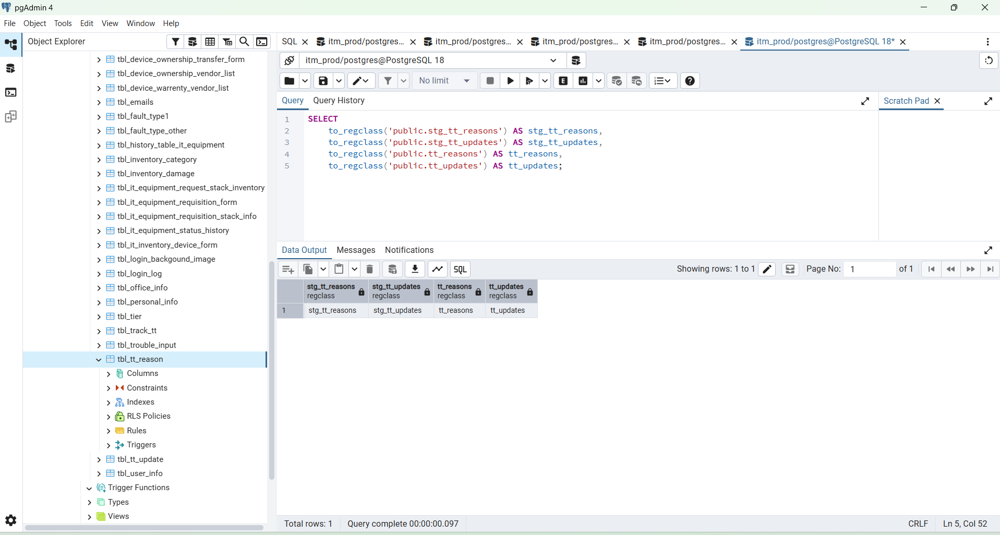 pgAdmin 4
File Object Tools Edit View Window Help
Object Explorer
SQL itm_prod/postgres... itm_prod/postgres... itm_prod/postgres... itm_prod/postgres... itm_prod/postgres@PostgreSQL 18*
tbl_device_ownership_transfer_form
tbl_device_ownership_vendor_list
tbl_device_warrenty_vendor_list
tbl_emails
tbl_fault_type1
tbl_fault_type_other
tbl_history_table_it_equipment
tbl_inventory_category
tbl_inventory_damage
tbl_it_equipment_request_stack_inventory
tbl_it_equipment_requisition_form
tbl_it_equipment_requisition_stack_info
tbl_it_equipment_status_history
tbl_it_inventory_device_form
tbl_login_backgound_image
tbl_login_log
tbl_office_info
tbl_personal_info
tbl_tier
tbl_track_tt
tbl_trouble_input
tbl_tt_reason
Columns
Constraints
Indexes
RLS Policies
Rules
Triggers
tbl_tt_update
tbl_user_info
Trigger Functions
Types
Views
itm_prod/postgres@PostgreSQL 18
No limit
E
Query Query History
Scratch Pad
1 SELECT
2 to_regclass('public.stg_tt_reasons') AS stg_tt_reasons,
3 to_regclass('public.stg_tt_updates') AS stg_tt_updates,
4 to_regclass('public.tt_reasons') AS tt_reasons,
5 to_regclass('public.tt_updates') AS tt_updates;
Data Output Messages Notifications
SQL
Showing rows: 1 to 1 Page No: 1 of 1
stg_tt_reasons stg_tt_updates tt_reasons tt_updates
regclass regclass regclass regclass
1 stg_tt_reasons stg_tt_updates tt_reasons tt_updates
Total rows: 1 Query complete 00:00:00.097 CRLF Ln 5, Col 52